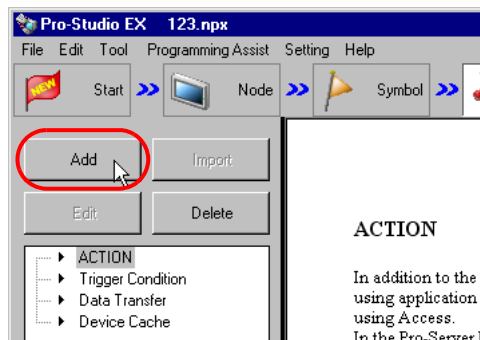 Pro-Studio EX 123.npx
File Edit Tool Programming Assist Setting Help
NEW Start Node Symbol
Add Import
Edit Delete
ACTION
Trigger Condition
Data Transfer
Device Cache
ACTION
In addition to the
using application
using Access.
In the Pro-Server